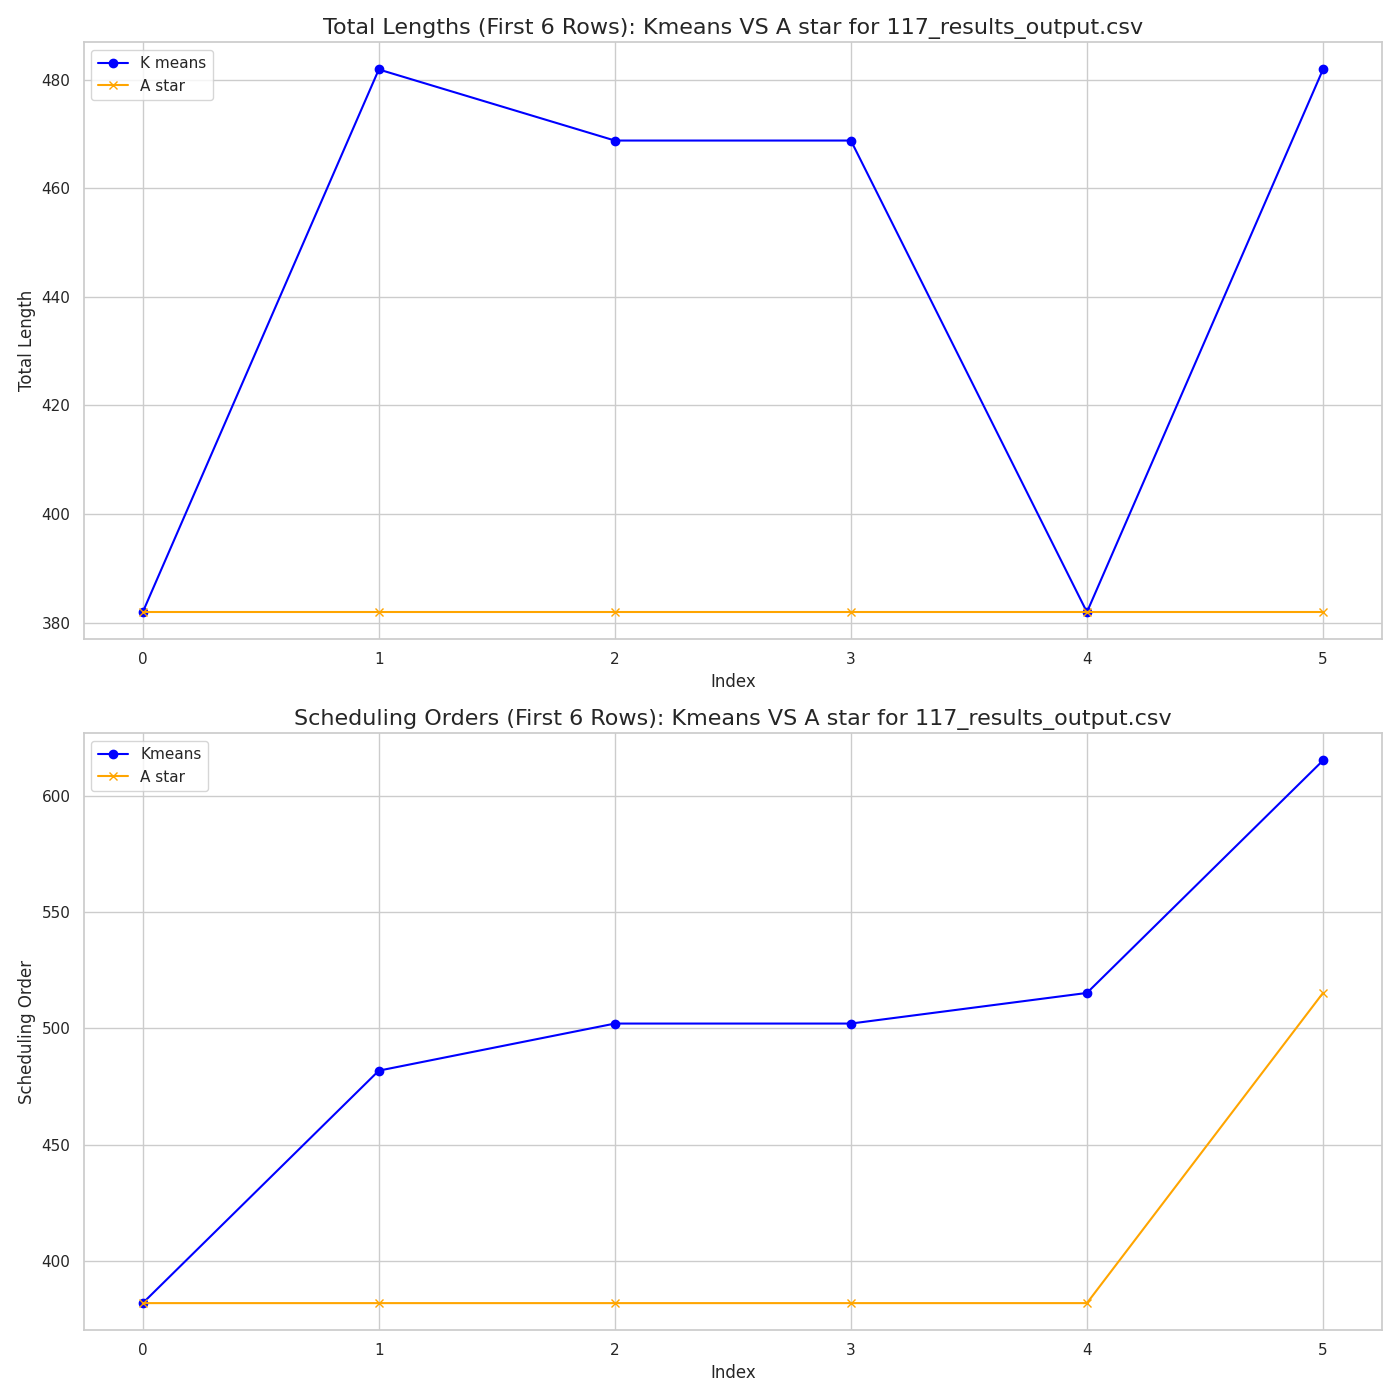 Total Lengths (First 6 Rows): Kmeans VS A star for 117_results_output.csv
K means
A star
480
460
440
420
400
380
Total Length
0 1 2 3 4 5
Index
Scheduling Orders (First 6 Rows): Kmeans VS A star for 117_results_output.csv
Kmeans
A star
600
550
500
450
400
Scheduling Order
0 1 2 3 4 5
Index